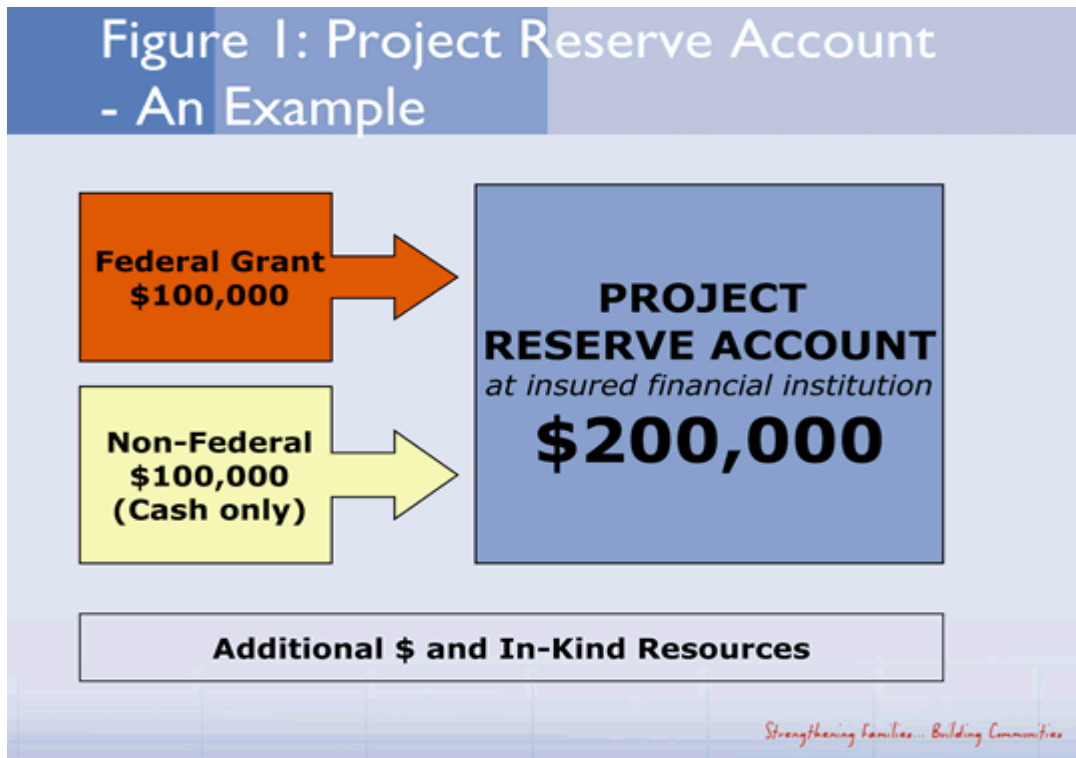 Figure 1: Project Reserve Account
- An Example
Federal Grant
$100,000
Non-Federal
$100,000
(Cash only)
PROJECT
RESERVE ACCOUNT
at insured financial institution
$200,000
Additional $ and In-Kind Resources
Strengthening Families... Building Communities